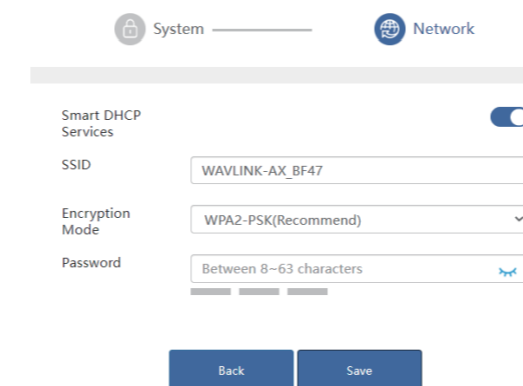 System
Network
Smart DHCP
Services
SSID
WAVLINK-AX_BF47
Encryption
Mode
WPA2-PSK(Recommend)
Password
Between 8~63 characters
Back
Save